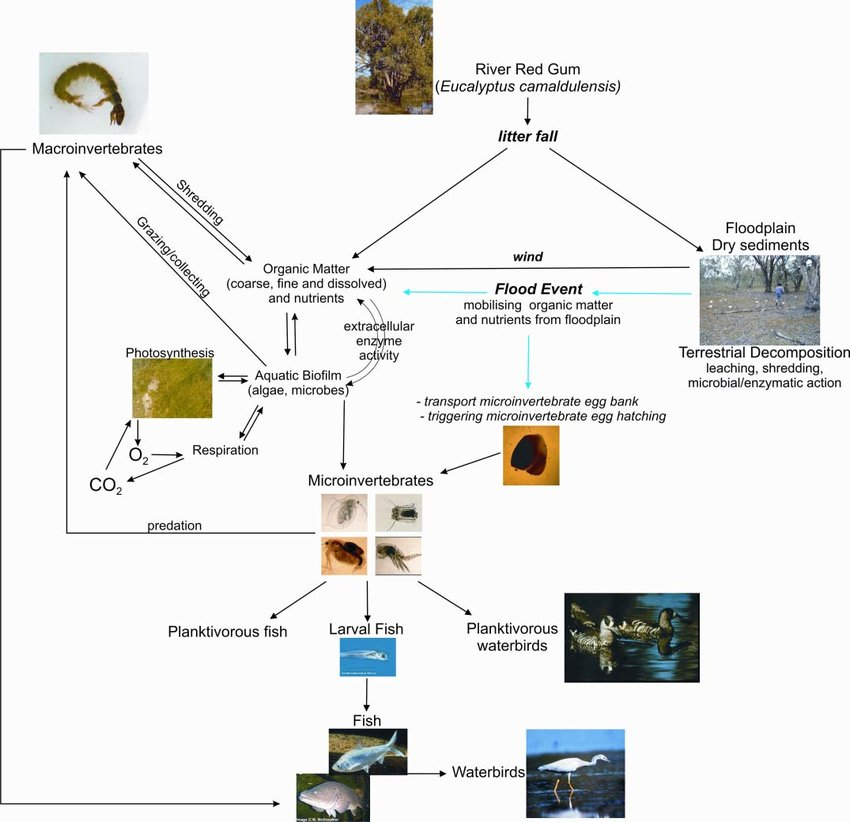 River Red Gum
(Eucalyptus camaldulensis)
litter fall
Macroinvertebrates
Shredding
Grazing/collecting
Floodplain
Dry sediments
wind
Organic Matter
(coarse, fine and dissolved)
and nutrients
Flood Event
mobilising organic matter
and nutrients from floodplain
extracellular
enzyme
activity
Terrestrial Decomposition
leaching, shredding,
microbial/enzymatic action
Photosynthesis
Aquatic Biofilm
(algae, microbes)
- transport microinvertebrate egg bank
- triggering microinvertebrate egg hatching
Respiration
O2
CO2
Microinvertebrates
predation
Planktivorous fish
Larval Fish
Planktivorous
waterbirds
Fish
Waterbirds